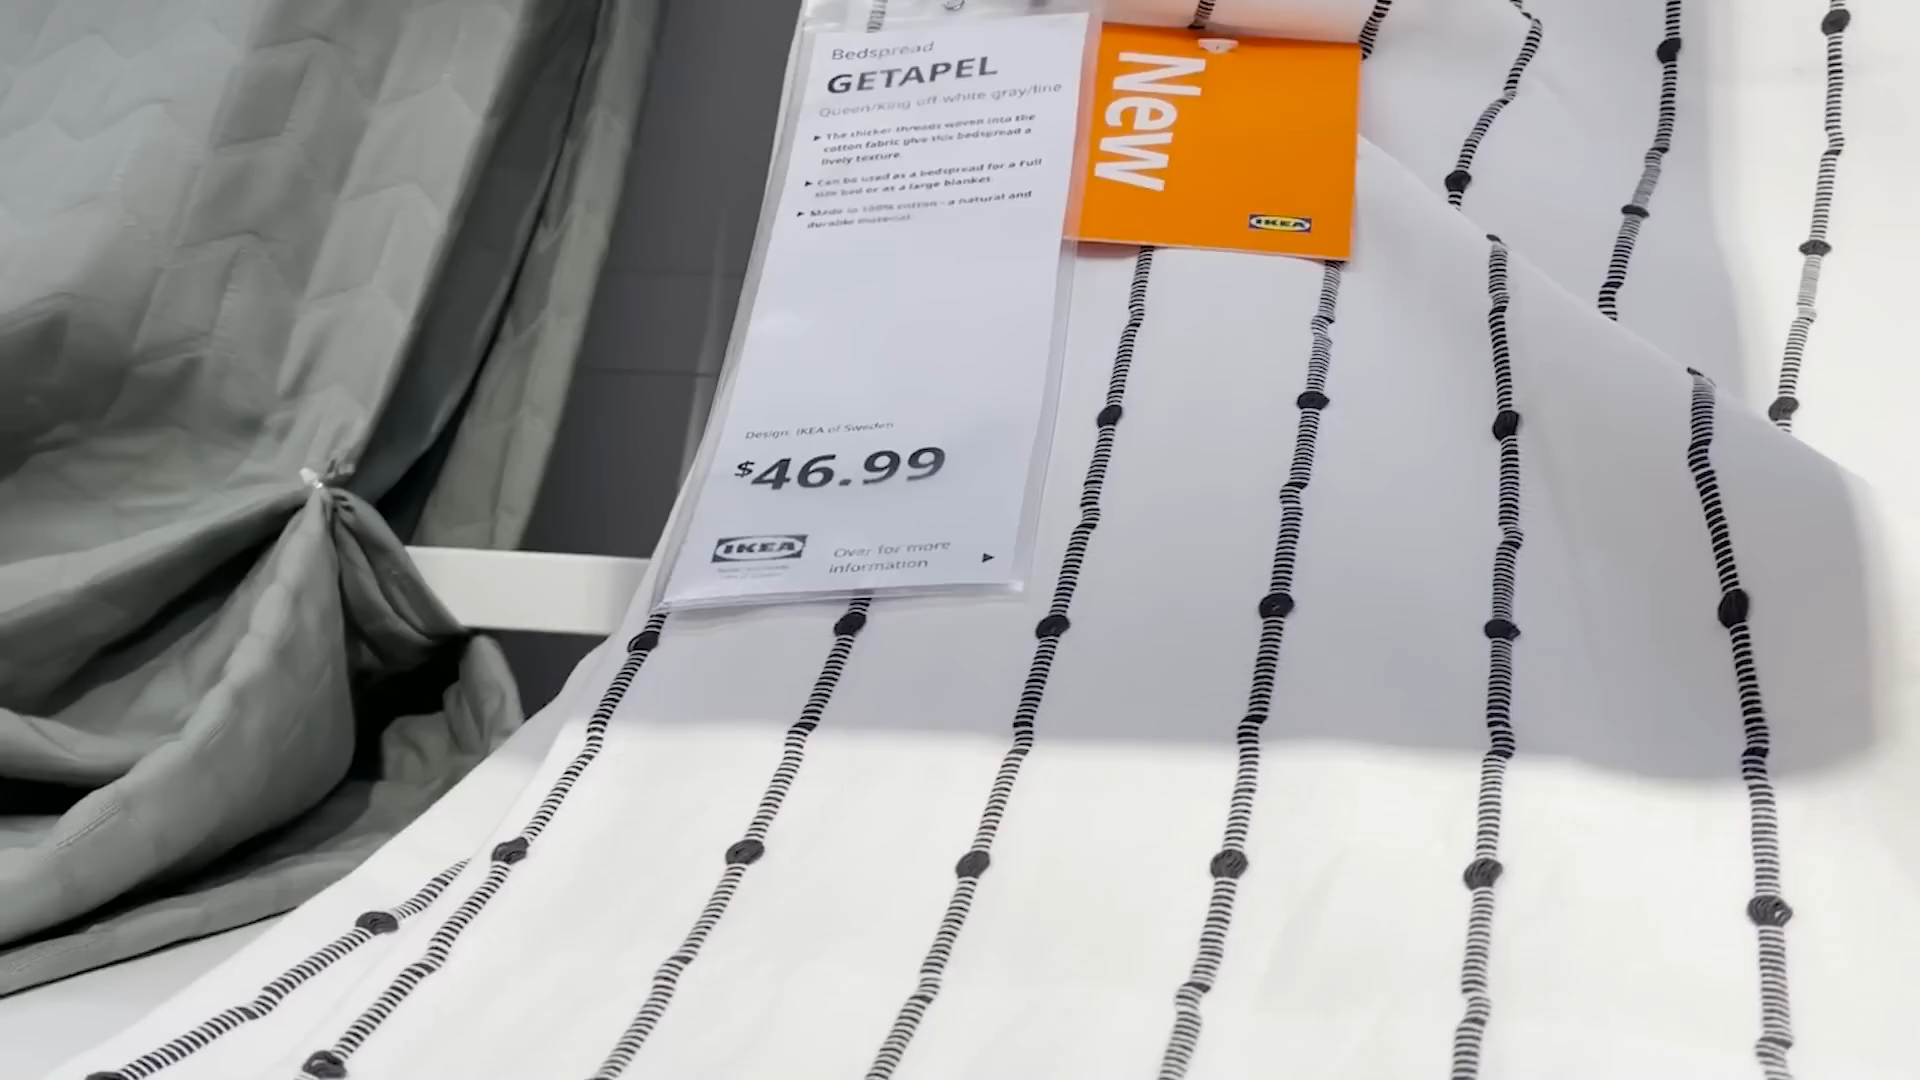 Bedspread
GETAPEL
Queen/King off-white gray/line
▸ The thicker threads woven into the
cotton fabric give this bedspread a
lively texture.
▸ Can be used as a bedspread for a Full
size bed or as a large blanket.
▸ Made in 100% cotton - a natural and
durable material.
Design: IKEA of Sweden
$46.99
IKEA
Over for more
information
New
IKEA